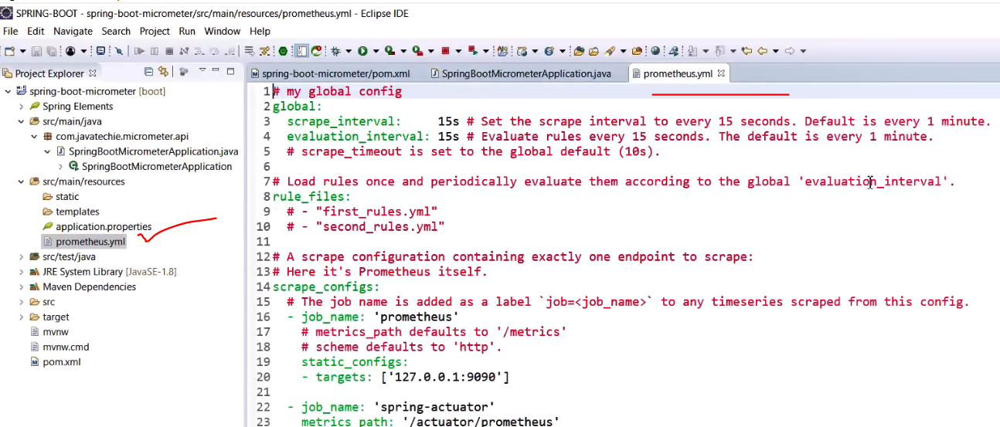 SPRING-BOOT - spring-boot-micrometer/src/main/resources/prometheus.yml - Eclipse IDE
File Edit Navigate Search Project Run Window Help
Project Explorer
spring-boot-micrometer [boot]
Spring Elements
src/main/java
com.javatechie.micrometer.api
SpringBootMicrometerApplication.java
SpringBootMicrometerApplication
src/main/resources
static
templates
application.properties
prometheus.yml
src/test/java
JRE System Library [JavaSE-1.8]
Maven Dependencies
src
target
mvnw
mvnw.cmd
pom.xml
spring-boot-micrometer/pom.xml SpringBootMicrometerApplication.java prometheus.yml
1 # my global config
2 global:
3   scrape_interval:     15s # Set the scrape interval to every 15 seconds. Default is every 1 minute.
4   evaluation_interval: 15s # Evaluate rules every 15 seconds. The default is every 1 minute.
5   # scrape_timeout is set to the global default (10s).
6
7 # Load rules once and periodically evaluate them according to the global 'evaluation_interval'.
8 rule_files:
9   # - "first_rules.yml"
10   # - "second_rules.yml"
11
12 # A scrape configuration containing exactly one endpoint to scrape:
13 # Here it's Prometheus itself.
14 scrape_configs:
15   # The job name is added as a label `job=<job_name>` to any timeseries scraped from this config.
16   - job_name: 'prometheus'
17     # metrics_path defaults to '/metrics'
18     # scheme defaults to 'http'.
19     static_configs:
20     - targets: ['127.0.0.1:9090']
21
22   - job_name: 'spring-actuator'
23     metrics_path: '/actuator/prometheus'